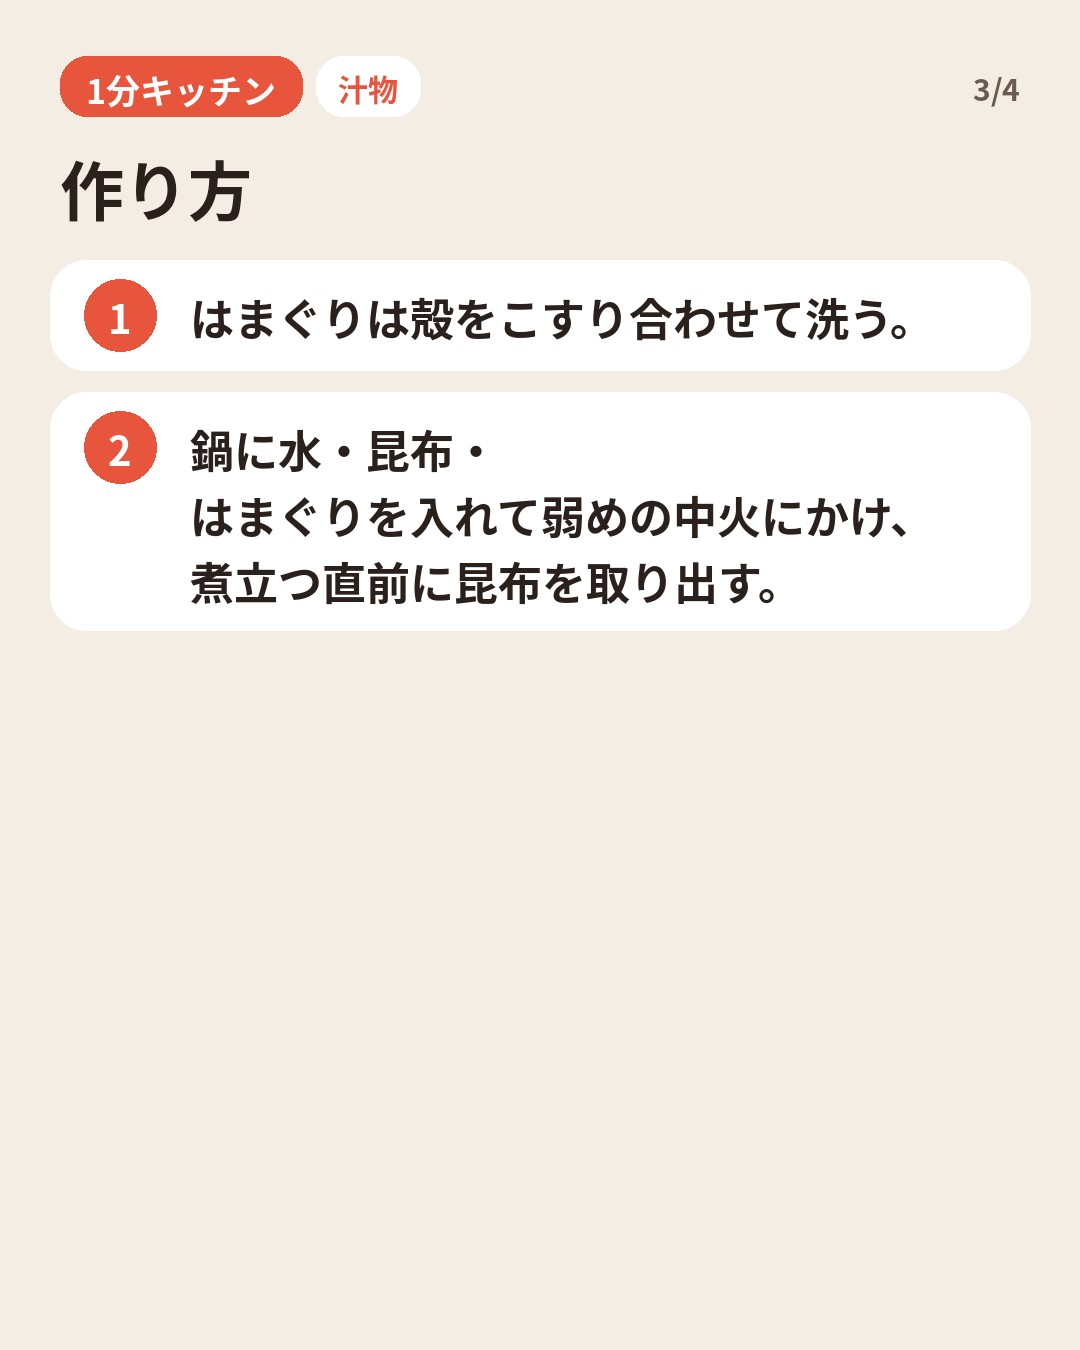 1分キッチン 汁物 3/4
作り方
1 はまぐりは殻をこすり合わせて洗う。
2 鍋に水・昆布・
はまぐりを入れて弱めの中火にかけ、
煮立つ直前に昆布を取り出す。